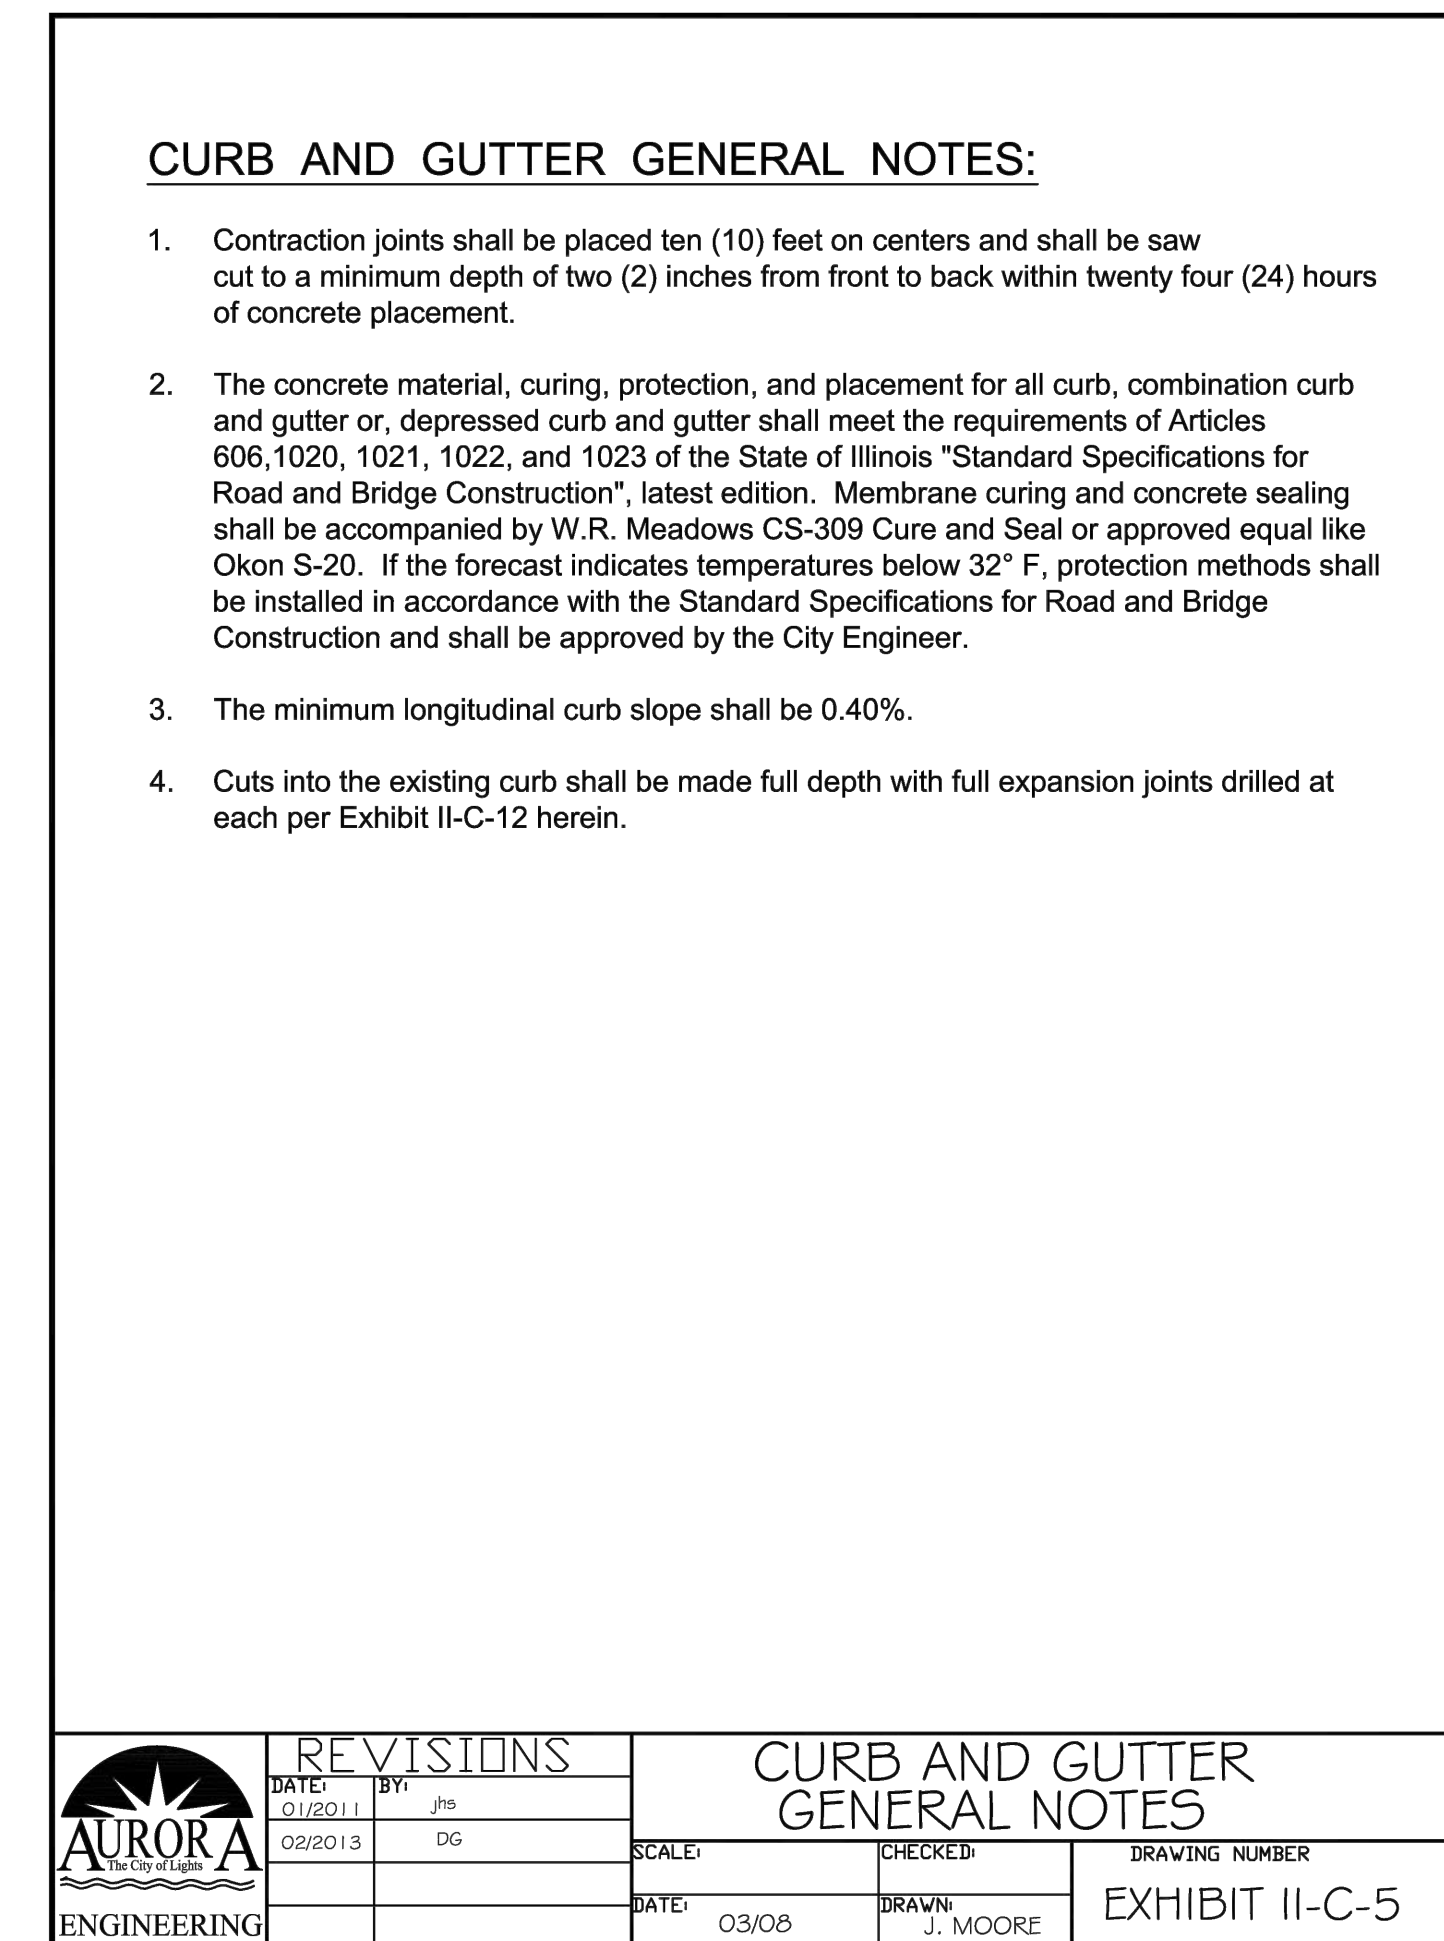 CURB AND GUTTER GENERAL NOTES:
1. Contraction joints shall be placed ten (10) feet on centers and shall be saw
cut to a minimum depth of two (2) inches from front to back within twenty four (24) hours
of concrete placement.
2. The concrete material, curing, protection, and placement for all curb, combination curb
and gutter or, depressed curb and gutter shall meet the requirements of Articles
606,1020, 1021, 1022, and 1023 of the State of Illinois "Standard Specifications for
Road and Bridge Construction", latest edition. Membrane curing and concrete sealing
shall be accompanied by W.R. Meadows CS-309 Cure and Seal or approved equal like
Okon S-20. If the forecast indicates temperatures below 32° F, protection methods shall
be installed in accordance with the Standard Specifications for Road and Bridge
Construction and shall be approved by the City Engineer.
3. The minimum longitudinal curb slope shall be 0.40%.
4. Cuts into the existing curb shall be made full depth with full expansion joints drilled at
each per Exhibit II-C-12 herein.
AURORA
The City of Lights
ENGINEERING
REVISIONS
DATE: BY:
01/2011 jhs
02/2013 DG
CURB AND GUTTER
GENERAL NOTES
SCALE: CHECKED:
DATE: 03/08
DRAWN: J. MOORE
DRAWING NUMBER
EXHIBIT II-C-5